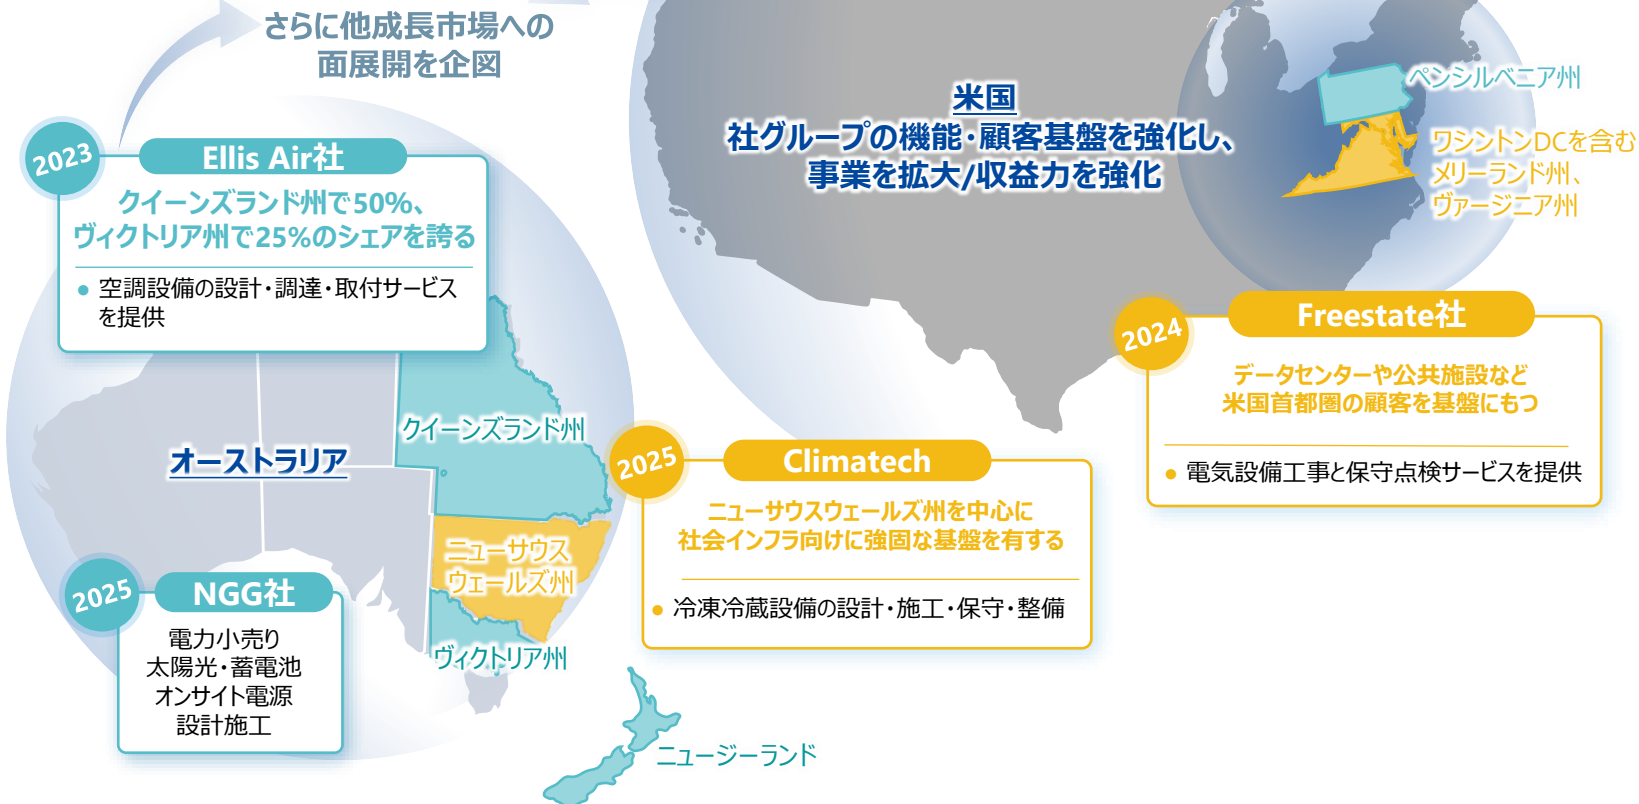 さらに他成長市場への
面展開を企図
2023
Ellis Air社
クイーンズランド州で50%、
ヴィクトリア州で25%のシェアを誇る
● 空調設備の設計・調達・取付サービス
を提供
オーストラリア
クイーンズランド州
ニューサウス
ウェールズ州
ヴィクトリア州
2025
NGG社
電力小売り
太陽光・蓄電池
オンサイト電源
設計施工
ニュージーランド
2025
Climatech
ニューサウスウェールズ州を中心に
社会インフラ向けに強固な基盤を有する
● 冷凍冷蔵設備の設計・施工・保守・整備
米国
社グループの機能・顧客基盤を強化し、
事業を拡大/収益力を強化
ペンシルベニア州
ワシントンDCを含む
メリーランド州、
ヴァージニア州
2024
Freestate社
データセンターや公共施設など
米国首都圏の顧客を基盤にもつ
● 電気設備工事と保守点検サービスを提供